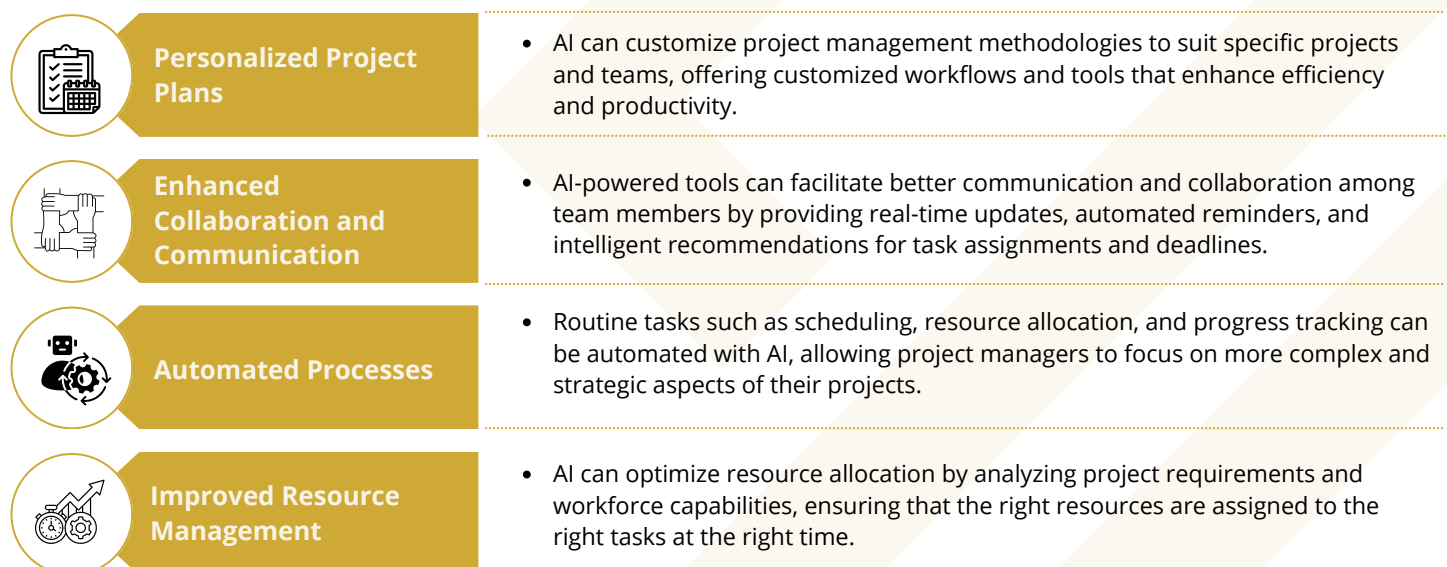 Personalized Project
Plans
• AI can customize project management methodologies to suit specific projects
and teams, offering customized workflows and tools that enhance efficiency
and productivity.
Enhanced
Collaboration and
Communication
• AI-powered tools can facilitate better communication and collaboration among
team members by providing real-time updates, automated reminders, and
intelligent recommendations for task assignments and deadlines.
Automated Processes
• Routine tasks such as scheduling, resource allocation, and progress tracking can
be automated with AI, allowing project managers to focus on more complex and
strategic aspects of their projects.
Improved Resource
Management
• AI can optimize resource allocation by analyzing project requirements and
workforce capabilities, ensuring that the right resources are assigned to the
right tasks at the right time.